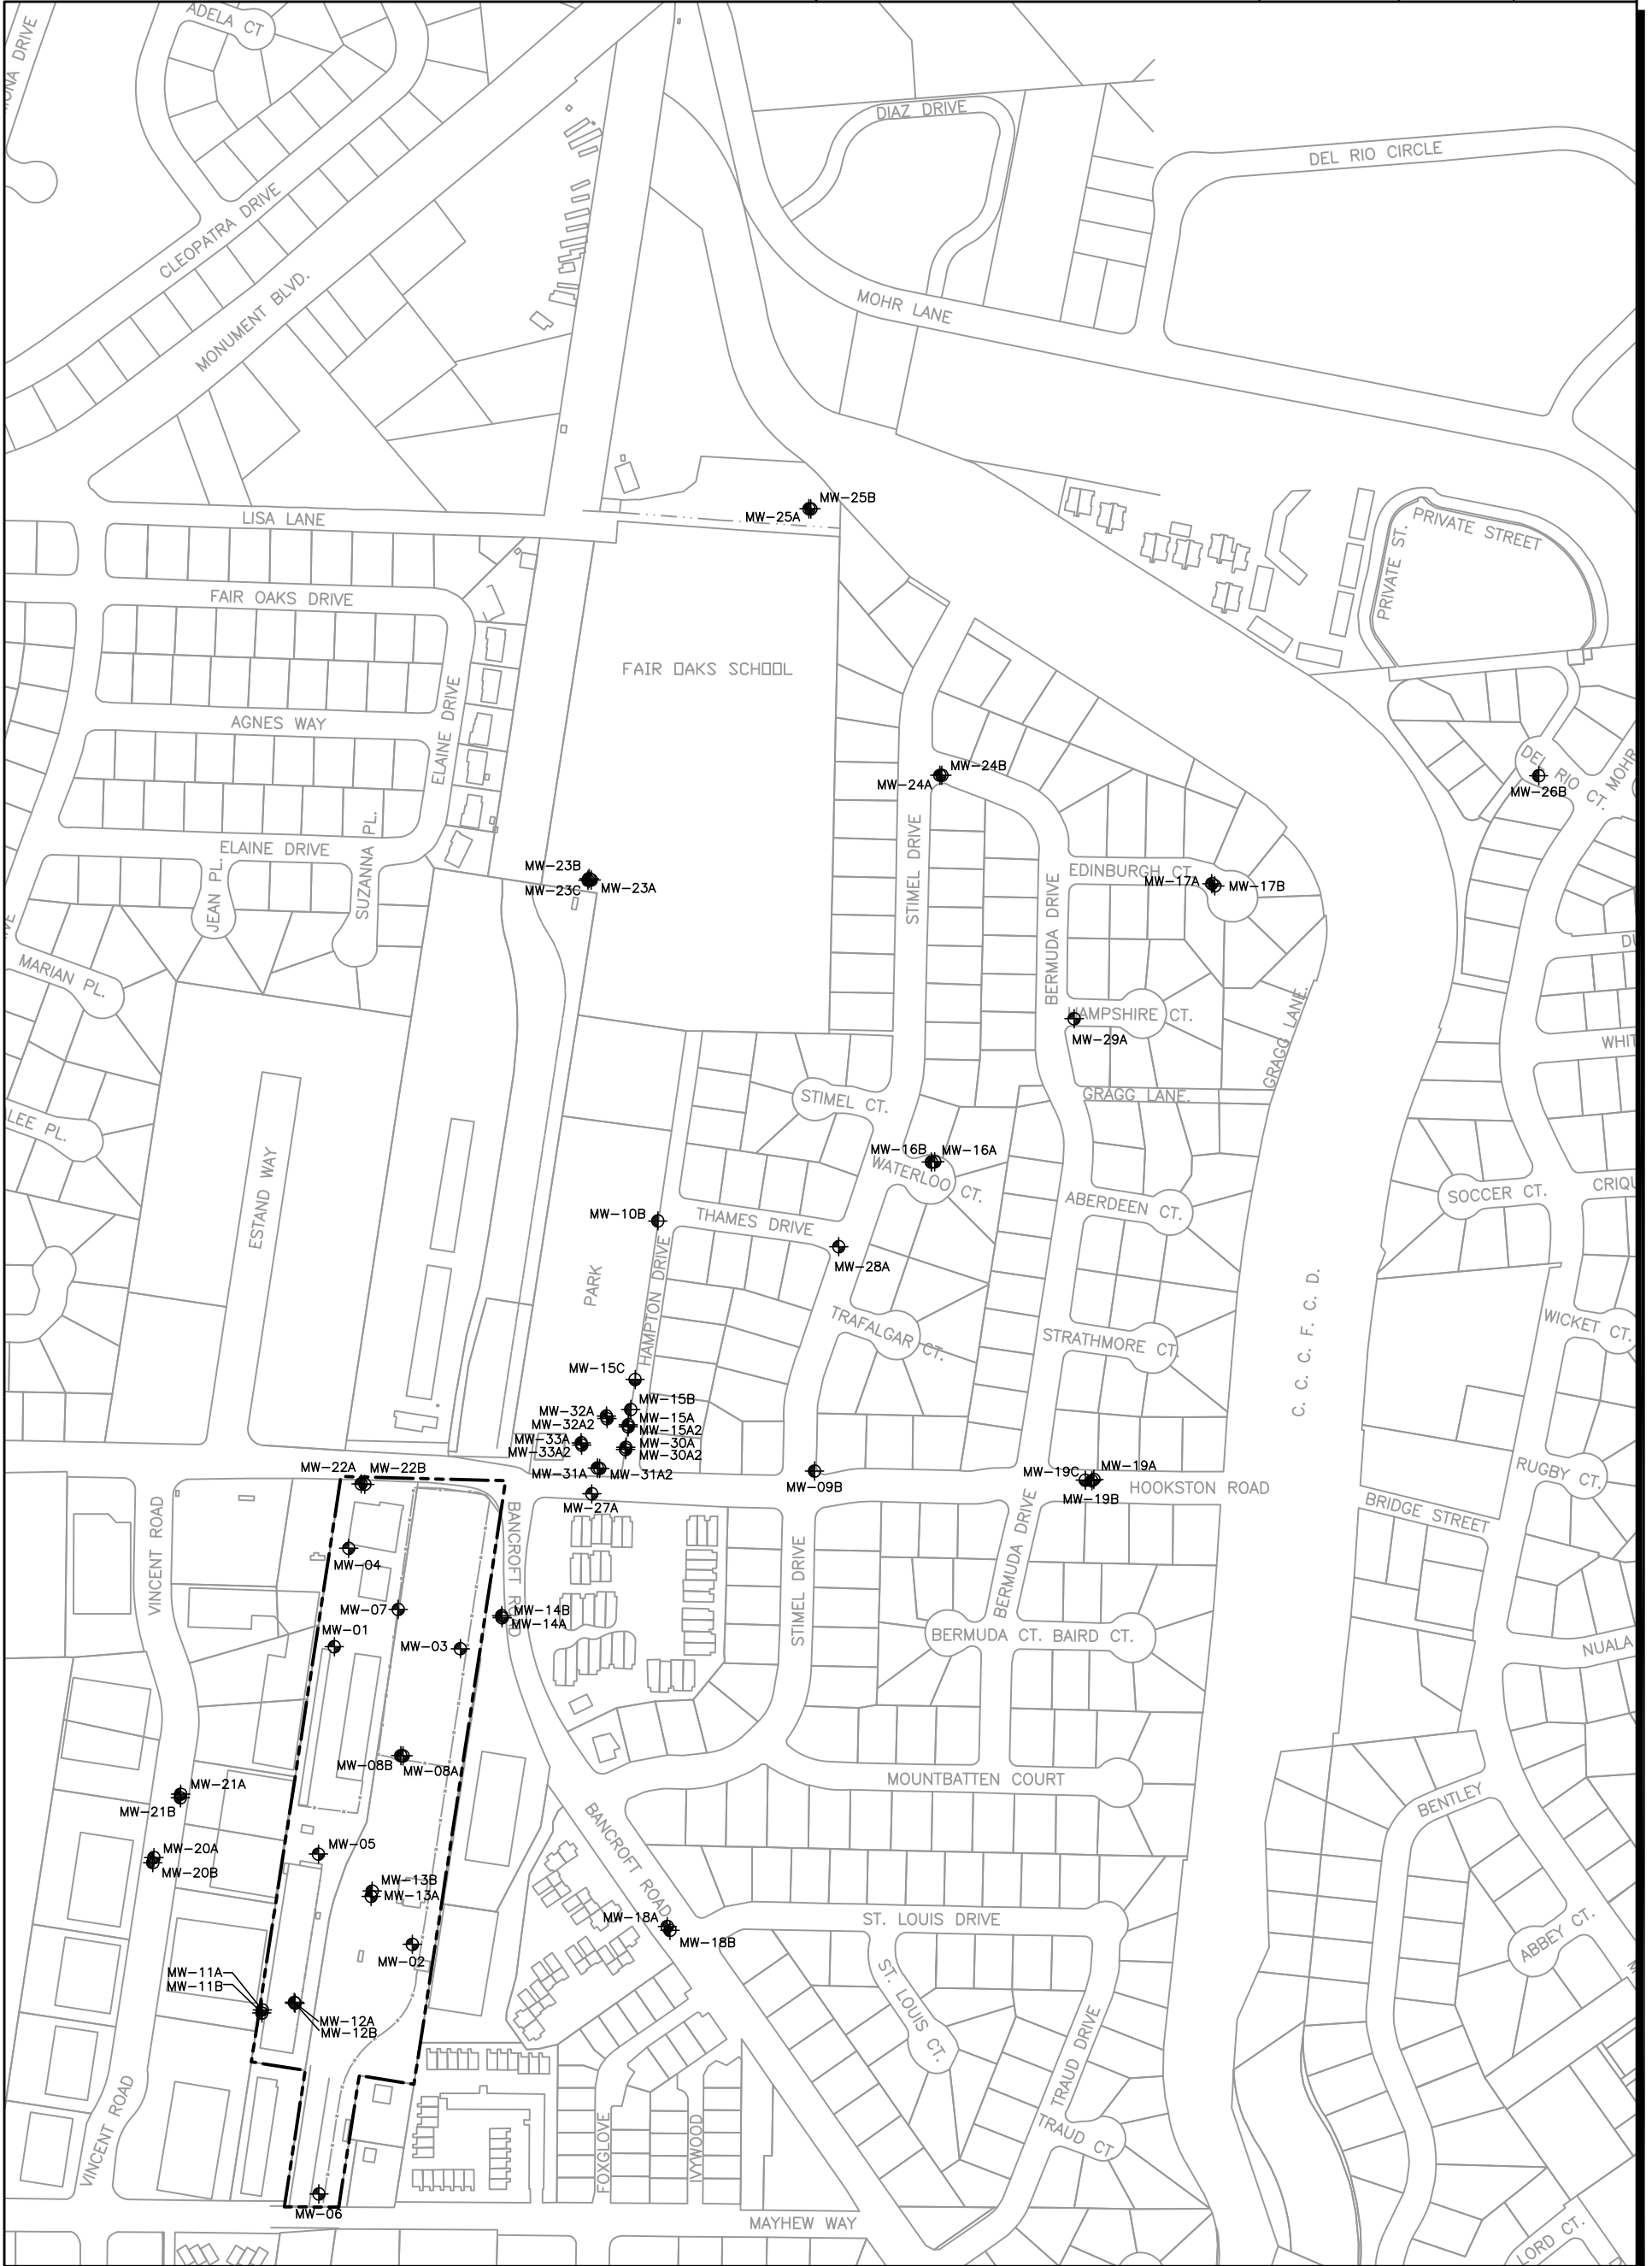 ADELA CT
DIAZ DRIVE
DEL RIO CIRCLE
CLEOPATRA DRIVE
MONUMENT BLVD.
MOHR LANE
MW-25B
MW-25A
LISA LANE
PRIVATE STREET
PRIVATE ST.
FAIR OAKS DRIVE
FAIR OAKS SCHOOL
AGNES WAY
ELAINE DRIVE
MW-24B
MW-24A
DEL RIO CT.
MOHR
MW-26B
STIMEL DRIVE
ELAINE DRIVE
SUZANNA PL.
JEAN PL.
MW-23B
MW-23C
MW-23A
EDINBURGH CT.
MW-17A
MW-17B
BERMUDA DRIVE
MARIAN PL.
HAMPSHIRE CT.
MW-29A
GRAGG LANE.
GRAGG LANE.
WHIT
STIMEL CT.
LEE PL.
ESTAND WAY
MW-16B
MW-16A
WATERLOO CT.
ABERDEEN CT.
SOCCER CT.
CRIQU
MW-10B
THAMES DRIVE
MW-28A
PARK
HAMPTON DRIVE
TRAFALGAR CT.
STRATHMORE CT.
C. C. C. F. C. D.
WICKET CT.
MW-15C
MW-15B
MW-32A
MW-15A
MW-32A2
MW-15A2
MW-33A
MW-30A
MW-33A2
MW-30A2
MW-31A
MW-31A2
MW-22A
MW-22B
MW-27A
MW-09B
MW-19C
MW-19A
MW-19B
HOOKSTON ROAD
RUGBY CT.
BRIDGE STREET
VINCENT ROAD
BANCROFT ROAD
MW-04
MW-07
MW-01
MW-03
MW-14B
MW-14A
STIMEL DRIVE
BERMUDA DRIVE
BERMUDA CT.
BAIRD CT.
NUALA
MW-08B
MW-08A
MOUNTBATTEN COURT
BENTLEY
MW-21A
MW-21B
MW-05
MW-20A
MW-20B
BANCROFT ROAD
MW-13B
MW-13A
MW-18A
MW-18B
ST. LOUIS DRIVE
ABBEY CT.
MW-02
MW-11A
MW-11B
MW-12A
MW-12B
ST. LOUIS CT.
TRAUD DRIVE
TRAUD CT
VINCENT ROAD
FOXGLOVE
IVYWOOD
MW-06
MAYHEW WAY
LORD CT.